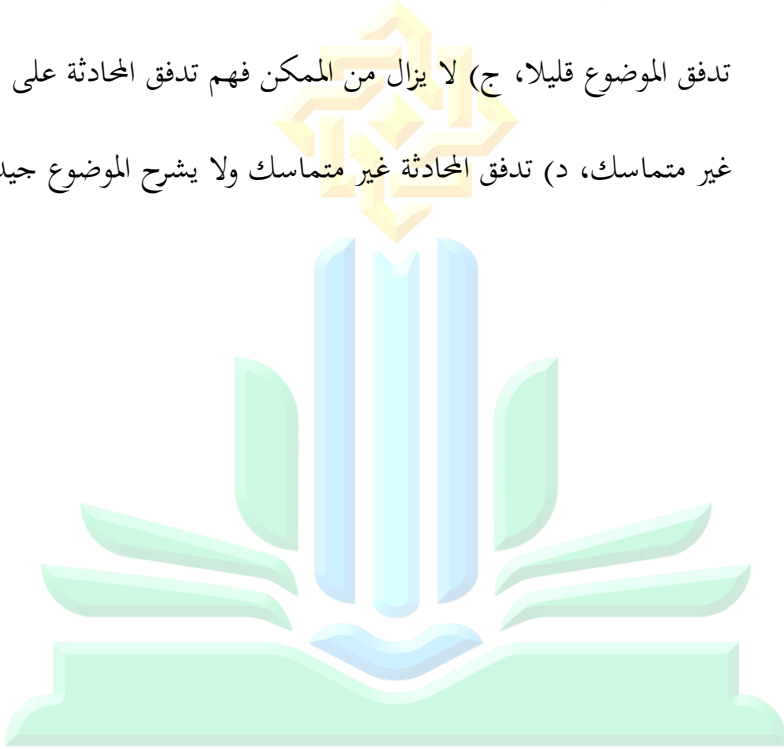 تدفق الموضوع قليلا، ج) لا يزال من الممكن فهم تدفق المحادثة على
غير متماسك، د) تدفق المحادثة غير متماسك ولا يشرح الموضوع